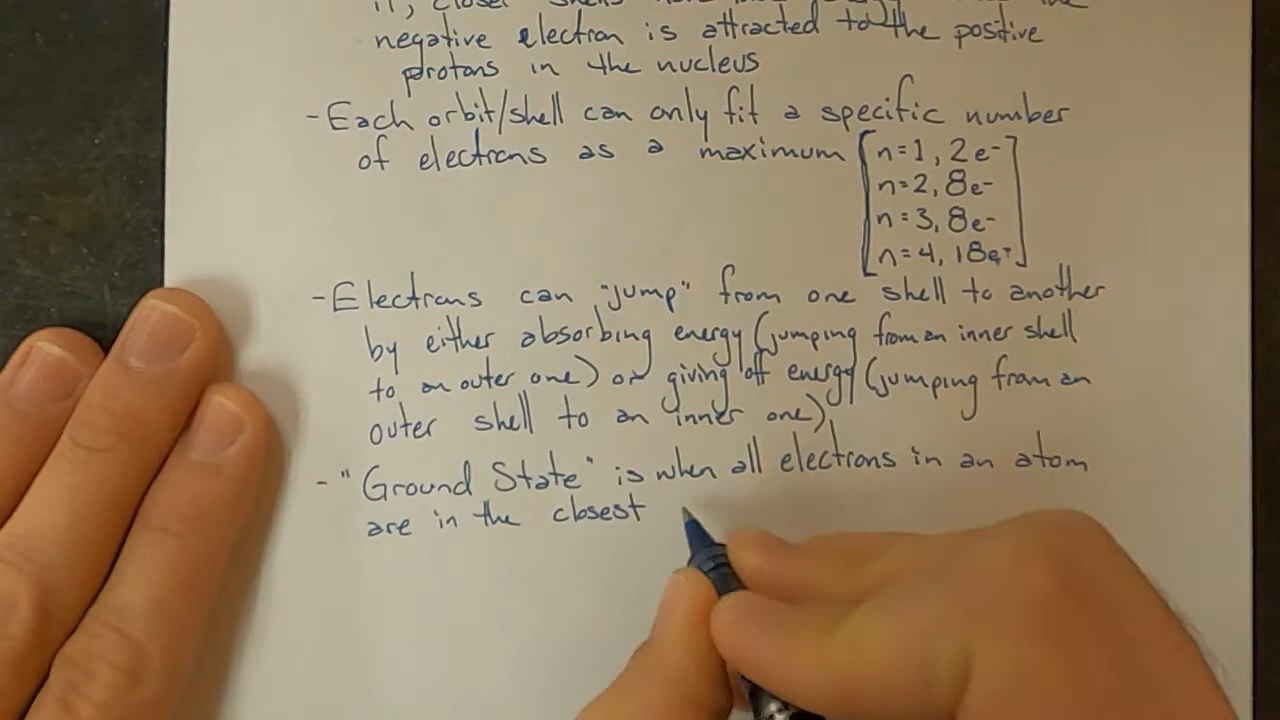 negative electron is attracted to the positive
protons in the nucleus
- Each orbit/shell can only fit a specific number
of electrons as a maximum [n=1, 2e-]
n=2, 8e-
n=3, 8e-
n=4, 18e-
- Electrons can "jump" from one shell to another
by either absorbing energy (jumping from an inner shell
to an outer one) or giving off energy (jumping from an
outer shell to an inner one).
- "Ground State" is when all electrons in an atom
are in the closest